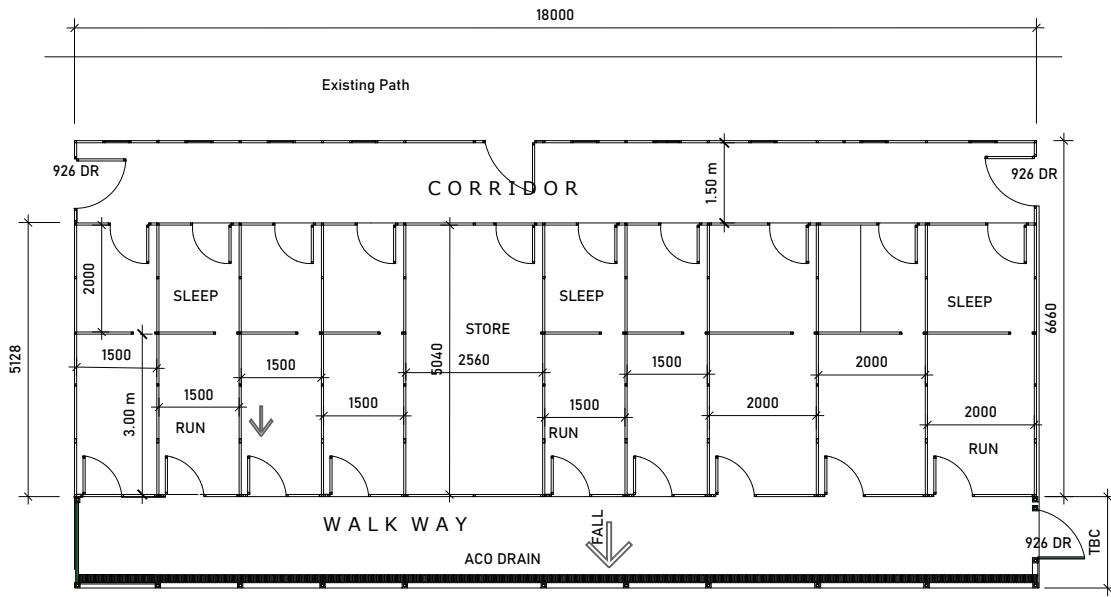 18000
Existing Path
926 DR
CORRIDOR
1.50 m
926 DR
2000
SLEEP
SLEEP
SLEEP
STORE
5128
6660
1500
1500
5040
2560
1500
2000
1500
1500
1500
2000
2000
3.00 m
RUN
RUN
RUN
WALK WAY
FALL
ACO DRAIN
926 DR
TBC